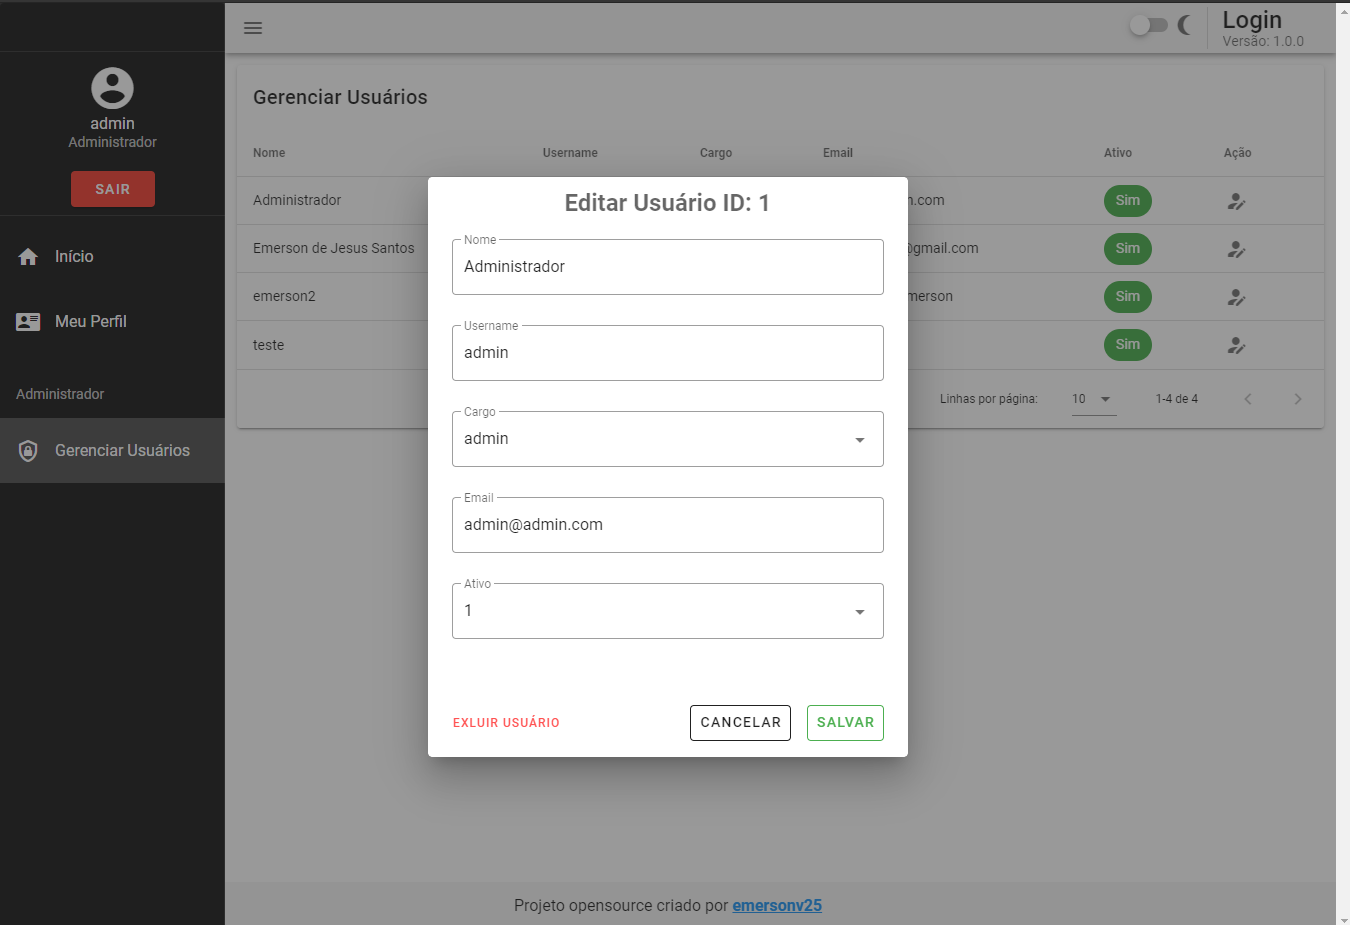 Login
Versão: 1.0.0
admin
Administrador
SAIR
Início
Meu Perfil
Administrador
Gerenciar Usuários
Gerenciar Usuários
Nome Username Cargo Email Ativo Ação
Administrador n.com Sim
Emerson de Jesus Santos @gmail.com Sim
emerson2 merson Sim
teste Sim
Linhas por página: 10 1-4 de 4
Editar Usuário ID: 1
Nome
Administrador
Username
admin
Cargo
admin
Email
admin@admin.com
Ativo
1
EXLUIR USUÁRIO CANCELAR SALVAR
Projeto opensource criado por emersonv25